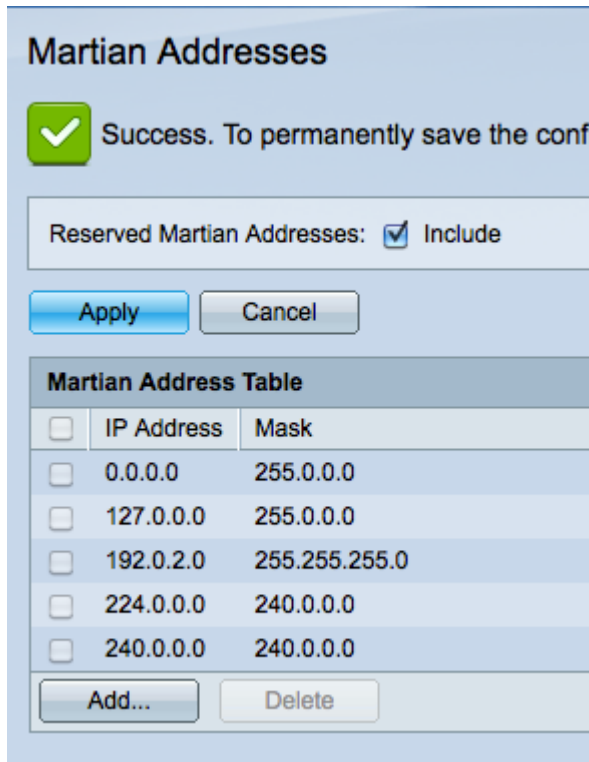 Martian Addresses
Success. To permanently save the conf
Reserved Martian Addresses: Include
Apply Cancel
Martian Address Table
IP Address Mask
0.0.0.0 255.0.0.0
127.0.0.0 255.0.0.0
192.0.2.0 255.255.255.0
224.0.0.0 240.0.0.0
240.0.0.0 240.0.0.0
Add... Delete